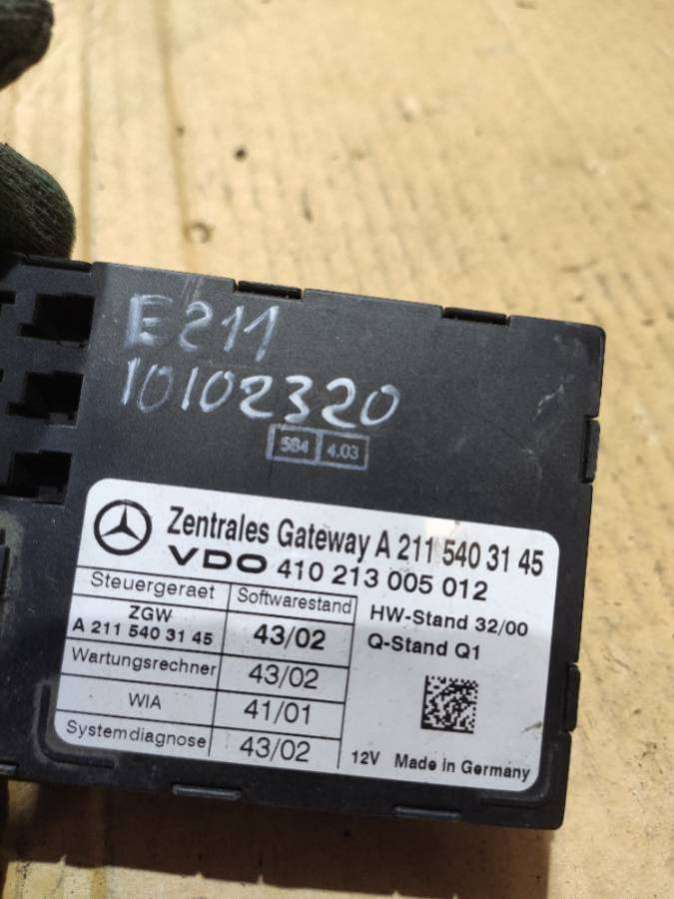 E211
10102320
584 4.03
Zentrales Gateway A 211 540 31 45
VDO 410 213 005 012
Steuergeraet Softwarestand HW-Stand 32/00
ZGW
A 211 540 31 45 43/02 Q-Stand Q1
Wartungsrechner 43/02
WIA 41/01
Systemdiagnose 43/02 12V Made in Germany